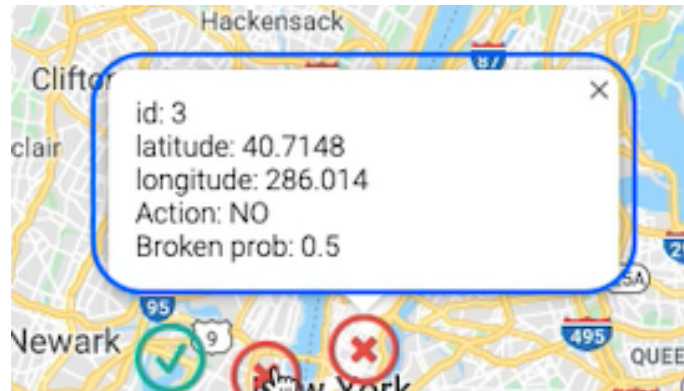 Hackensack
87
Clifton
clair
id: 3
latitude: 40.7148
longitude: 286.014
Action: NO
Broken prob: 0.5
95
Newark
9
495
QUEE
w York